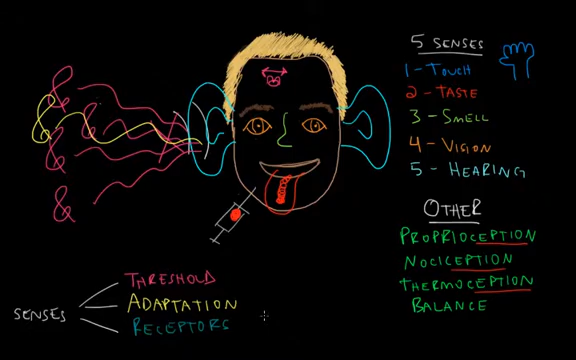 5 SENSES
1 - TOUCH
2 - TASTE
3 - SMELL
4 - VISION
5 - HEARING
OTHER
PROPRIOCEPTION
NOCICEPTION
THERMOCEPTION
BALANCE
SENSES
THRESHOLD
ADAPTATION
RECEPTORS